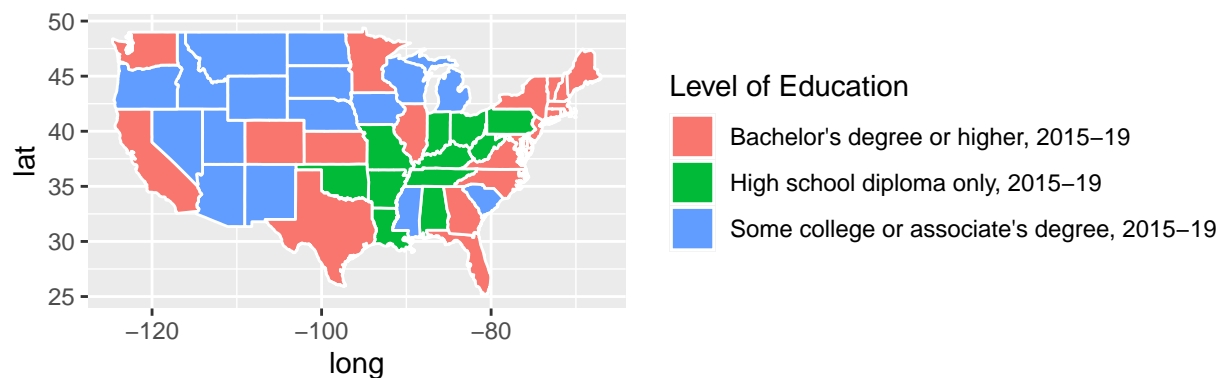 50
45
40
35
30
25
lat
−120
−100
−80
long
Level of Education
Bachelor's degree or higher, 2015−19
High school diploma only, 2015−19
Some college or associate's degree, 2015−19